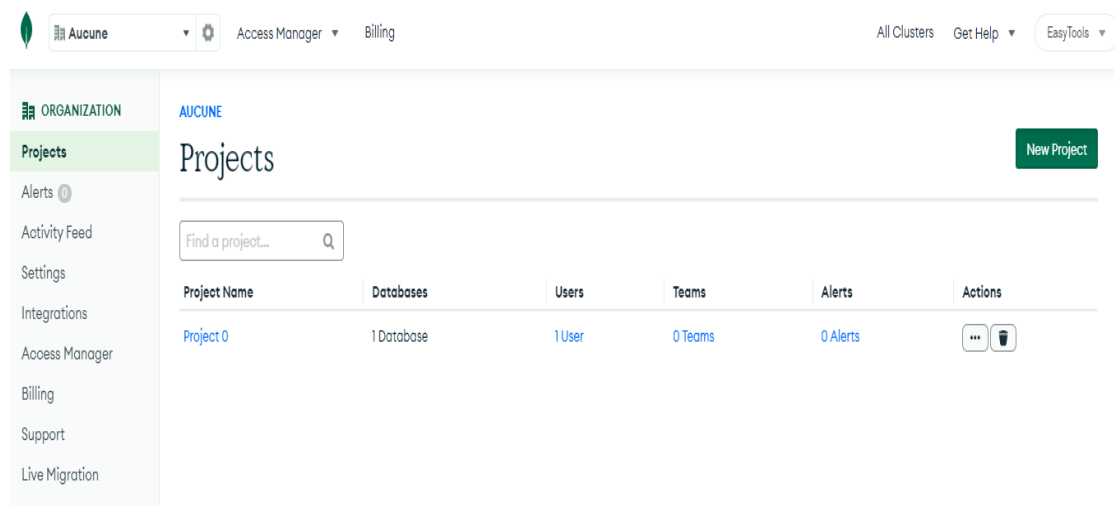 Aucune Access Manager Billing All Clusters Get Help EasyTools
ORGANIZATION
Projects
Alerts 0
Activity Feed
Settings
Integrations
Access Manager
Billing
Support
Live Migration
AUCUNE
Projects
New Project
Find a project...
Project Name Databases Users Teams Alerts Actions
Project 0 1 Database 1 User 0 Teams 0 Alerts